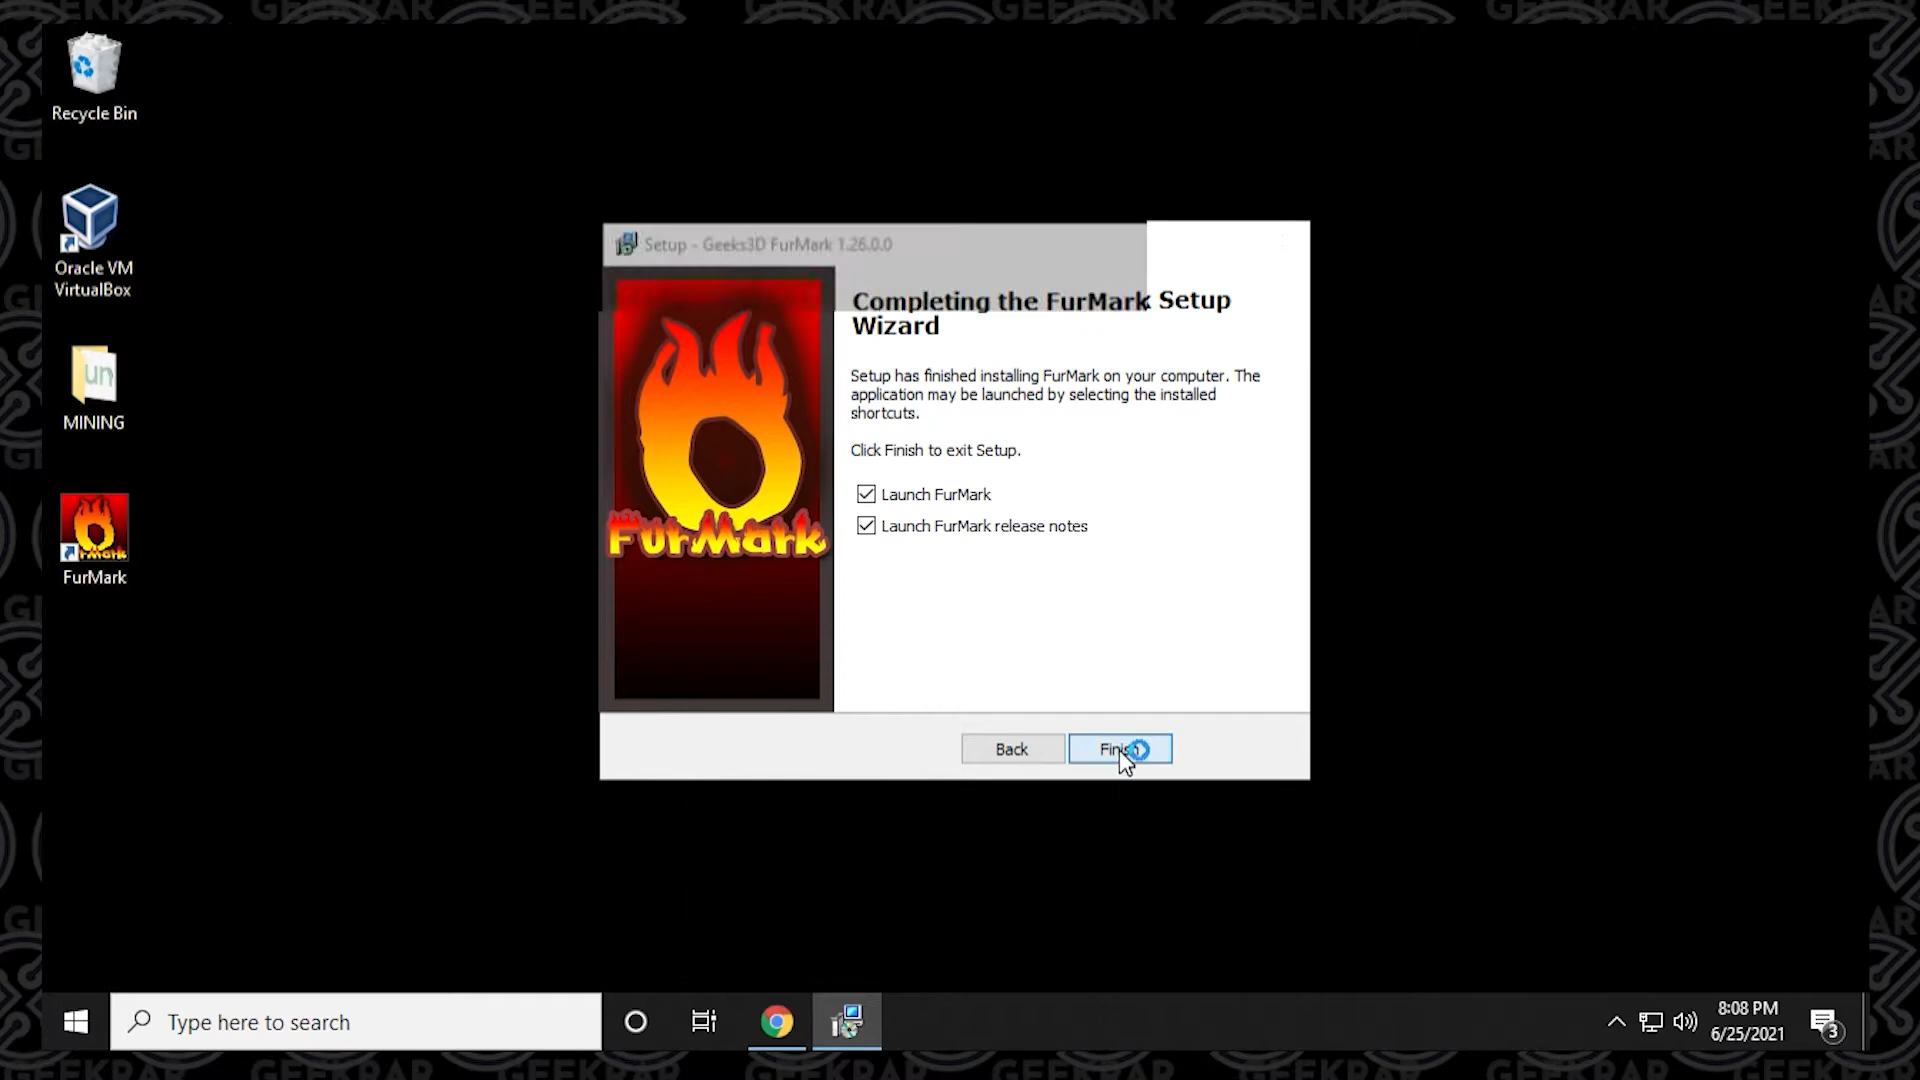 GEEKRAR
Recycle Bin
Oracle VM
VirtualBox
MINING
FurMark
Setup - Geeks3D FurMark 1.26.0.0
FurMark
Completing the FurMark Setup
Wizard
Setup has finished installing FurMark on your computer. The
application may be launched by selecting the installed
shortcuts.
Click Finish to exit Setup.
Launch FurMark
Launch FurMark release notes
Back
Finish
Type here to search
8:08 PM
6/25/2021
3
GEEKRAR